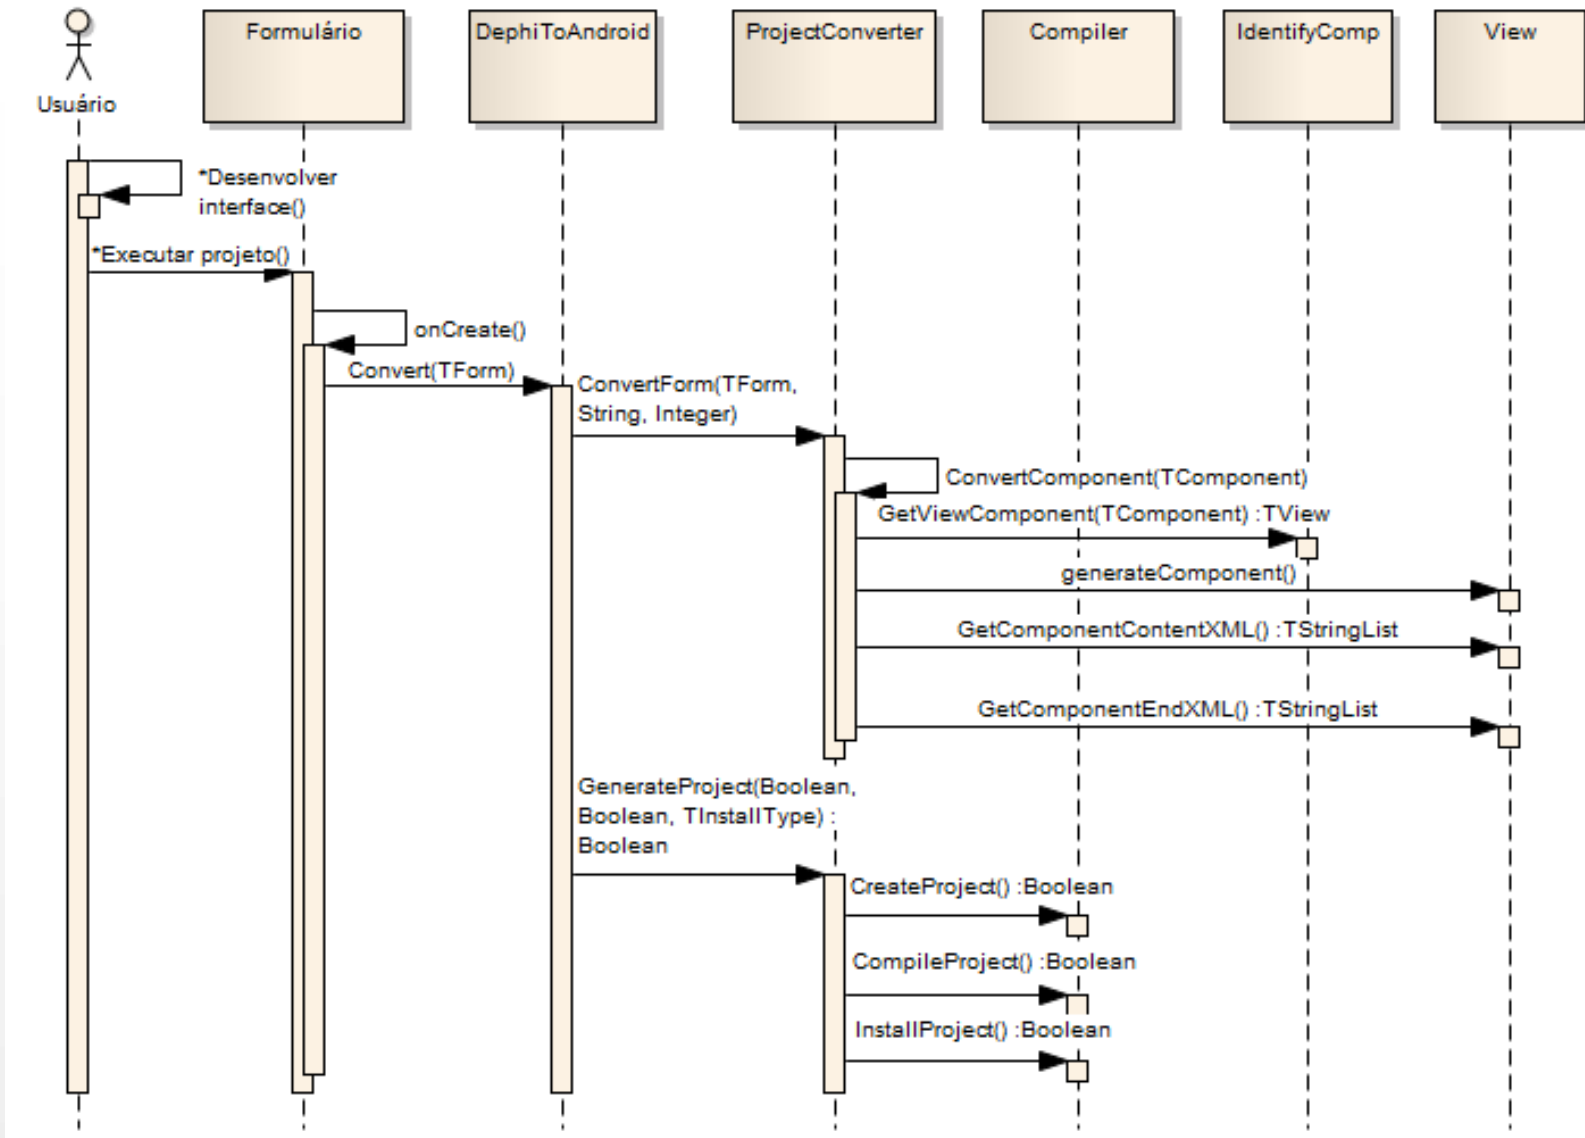 Usuário
Formulário
DephiToAndroid
ProjectConverter
Compiler
IdentifyComp
View
*Desenvolver
interface()
*Executar projeto()
onCreate()
Convert(TForm)
ConvertForm(TForm,
String, Integer)
ConvertComponent(TComponent)
GetViewComponent(TComponent) :TView
generateComponent()
GetComponentContentXML() :TStringList
GetComponentEndXML() :TStringList
GenerateProject(Boolean,
Boolean, TInstallType) :
Boolean
CreateProject() :Boolean
CompileProject() :Boolean
InstallProject() :Boolean